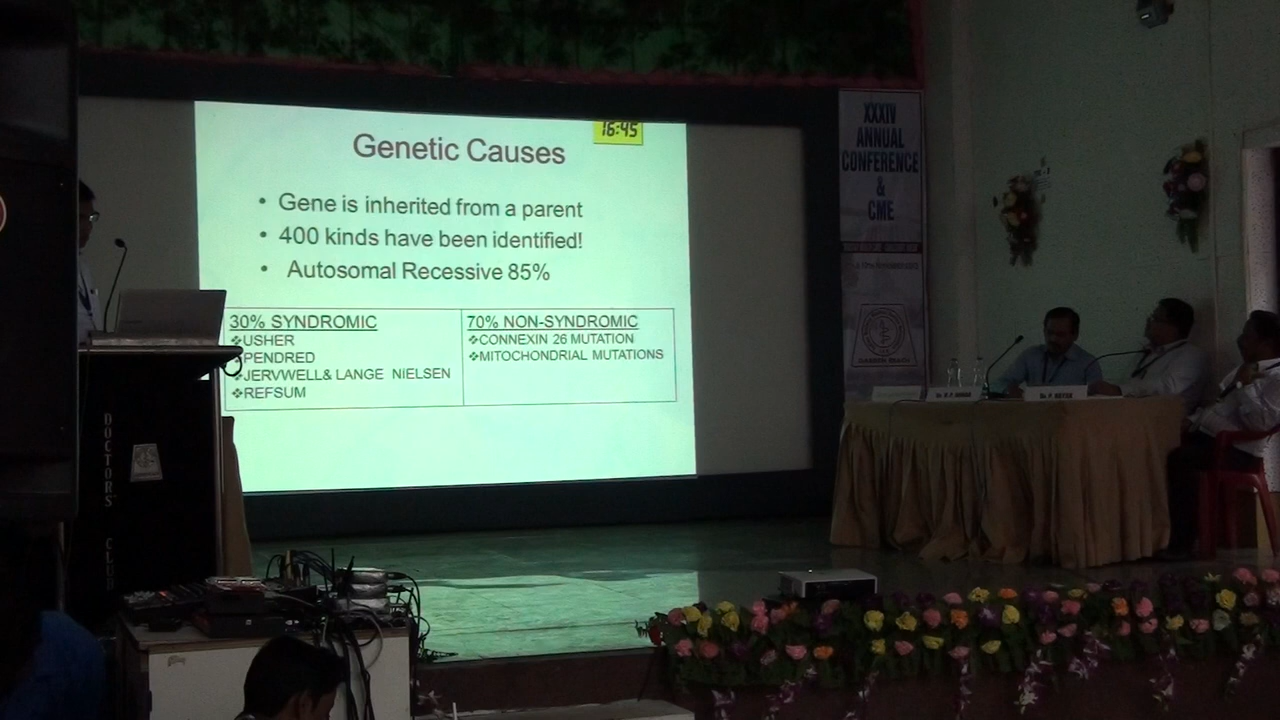 16:45
Genetic Causes
• Gene is inherited from a parent
• 400 kinds have been identified!
• Autosomal Recessive 85%
30% SYNDROMIC
❖USHER
❖PENDRED
❖JERVWELL& LANGE NIELSEN
❖REFSUM
70% NON-SYNDROMIC
❖CONNEXIN 26 MUTATION
❖MITOCHONDRIAL MUTATIONS
XXXIV
ANNUAL
CONFERENCE
&
CME
DOCTORS' CLUB